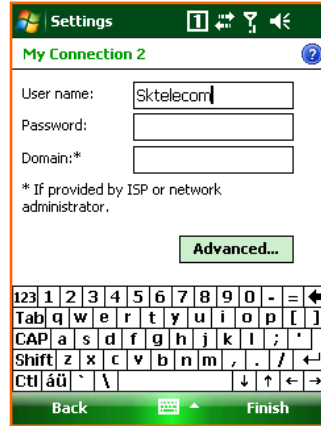 Settings
My Connection 2
User name:
Sktelecom
Password:
Domain:*
* If provided by ISP or network
administrator.
Advanced...
123 1 2 3 4 5 6 7 8 9 0 - =
Tab q w e r t y u i o p [ ]
CAP a s d f g h j k l ; '
Shift z x c v b n m , . /
Ctl áü ` \
Back
Finish